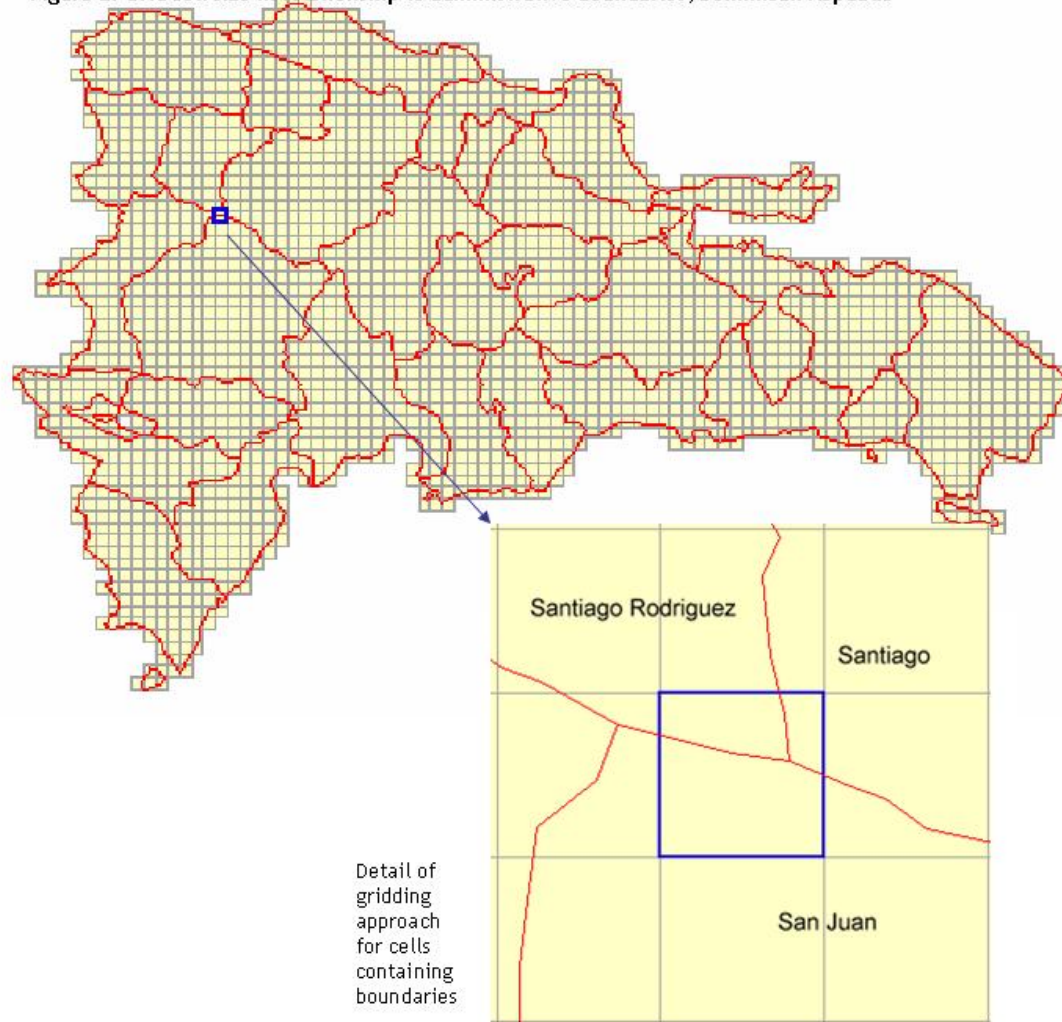 Santiago Rodriguez
Santiago
San Juan
Detail of
gridding
approach
for cells
containing
boundaries